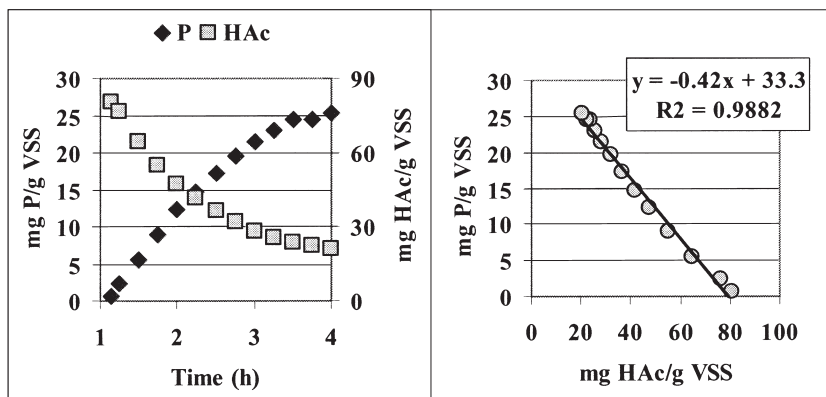 P HAc
30
25
20
15
10
5
0
mg P/g VSS
90
60
30
0
mg HAc/g VSS
1 2 3 4
Time (h)
y = -0.42x + 33.3
R2 = 0.9882
30
25
20
15
10
5
0
mg P/g VSS
0 20 40 60 80 100
mg HAc/g VSS